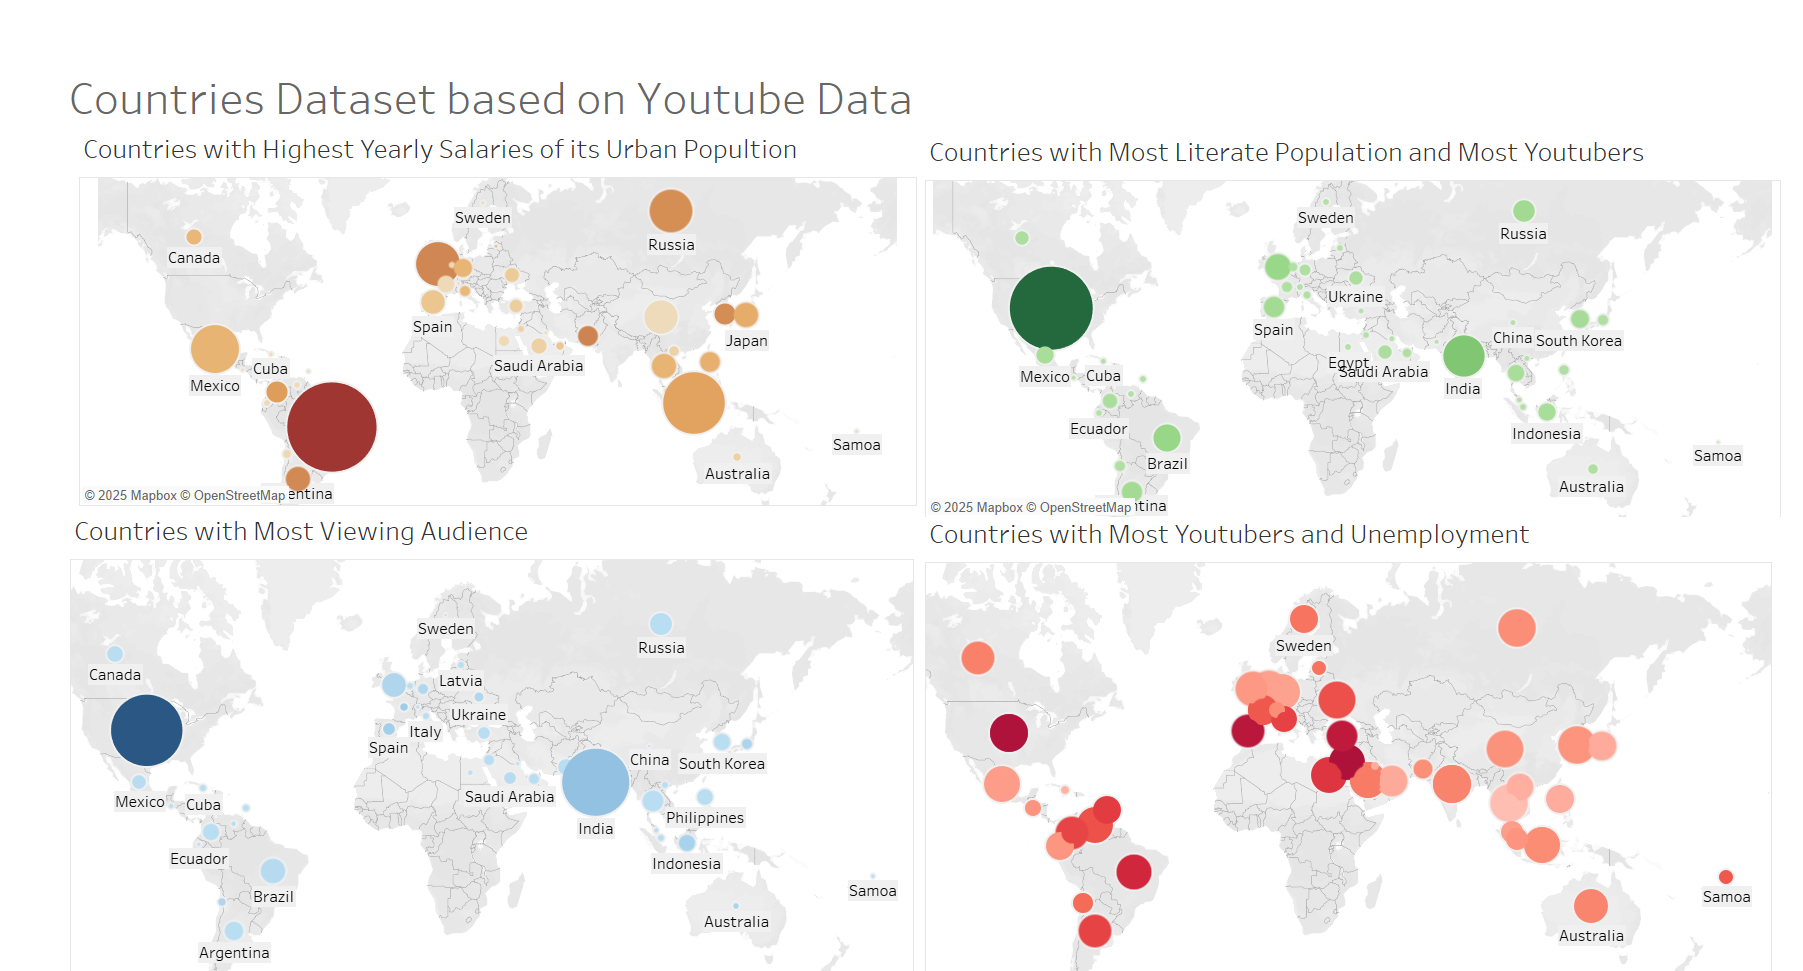 Countries Dataset based on Youtube Data
Countries with Highest Yearly Salaries of its Urban Popultion
Sweden
Russia
Canada
Spain
Japan
Saudi Arabia
Cuba
Mexico
Samoa
Australia
entina
© 2025 Mapbox © OpenStreetMap
Countries with Most Literate Population and Most Youtubers
Sweden
Russia
Ukraine
Spain
China
South Korea
Egypt
Saudi Arabia
Mexico
Cuba
India
Ecuador
Indonesia
Brazil
Samoa
Australia
tina
© 2025 Mapbox © OpenStreetMap
Countries with Most Viewing Audience
Sweden
Russia
Canada
Latvia
Ukraine
Italy
Spain
China
South Korea
Saudi Arabia
Mexico
Cuba
Philippines
India
Ecuador
Indonesia
Brazil
Samoa
Australia
Argentina
Countries with Most Youtubers and Unemployment
Sweden
Samoa
Australia